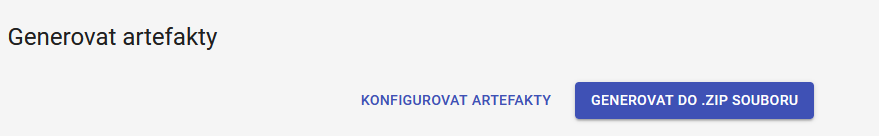 Generovat artefakty
KONFIGUROVAT ARTEFAKTY GENEROVAT DO .ZIP SOUBORU